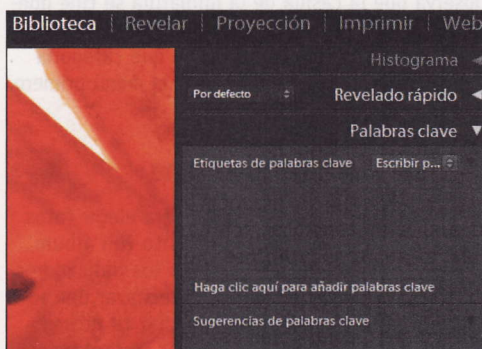 Biblioteca | Revelar | Proyección | Imprimir | Web
Histograma
Por defecto Revelado rápido
Palabras clave
Etiquetas de palabras clave Escribir p...
Haga clic aquí para añadir palabras clave
Sugerencias de palabras clave